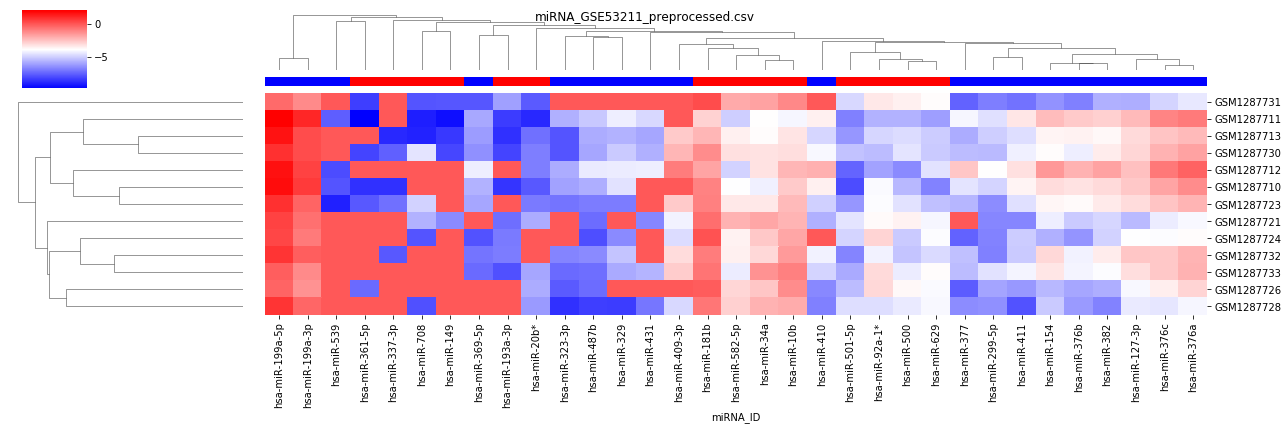 miRNA_GSE53211_preprocessed.csv
0
−5
GSM1287731
GSM1287711
GSM1287713
GSM1287730
GSM1287712
GSM1287710
GSM1287723
GSM1287721
GSM1287724
GSM1287732
GSM1287733
GSM1287726
GSM1287728
hsa-miR-199a-5p
hsa-miR-199a-3p
hsa-miR-539
hsa-miR-361-5p
hsa-miR-337-3p
hsa-miR-708
hsa-miR-149
hsa-miR-369-5p
hsa-miR-193a-3p
hsa-miR-20b*
hsa-miR-323-3p
hsa-miR-487b
hsa-miR-329
hsa-miR-431
hsa-miR-409-3p
hsa-miR-181b
hsa-miR-582-5p
hsa-miR-34a
hsa-miR-10b
hsa-miR-410
hsa-miR-501-5p
hsa-miR-92a-1*
hsa-miR-500
hsa-miR-629
hsa-miR-377
hsa-miR-299-5p
hsa-miR-411
hsa-miR-154
hsa-miR-376b
hsa-miR-382
hsa-miR-127-3p
hsa-miR-376c
hsa-miR-376a
miRNA_ID